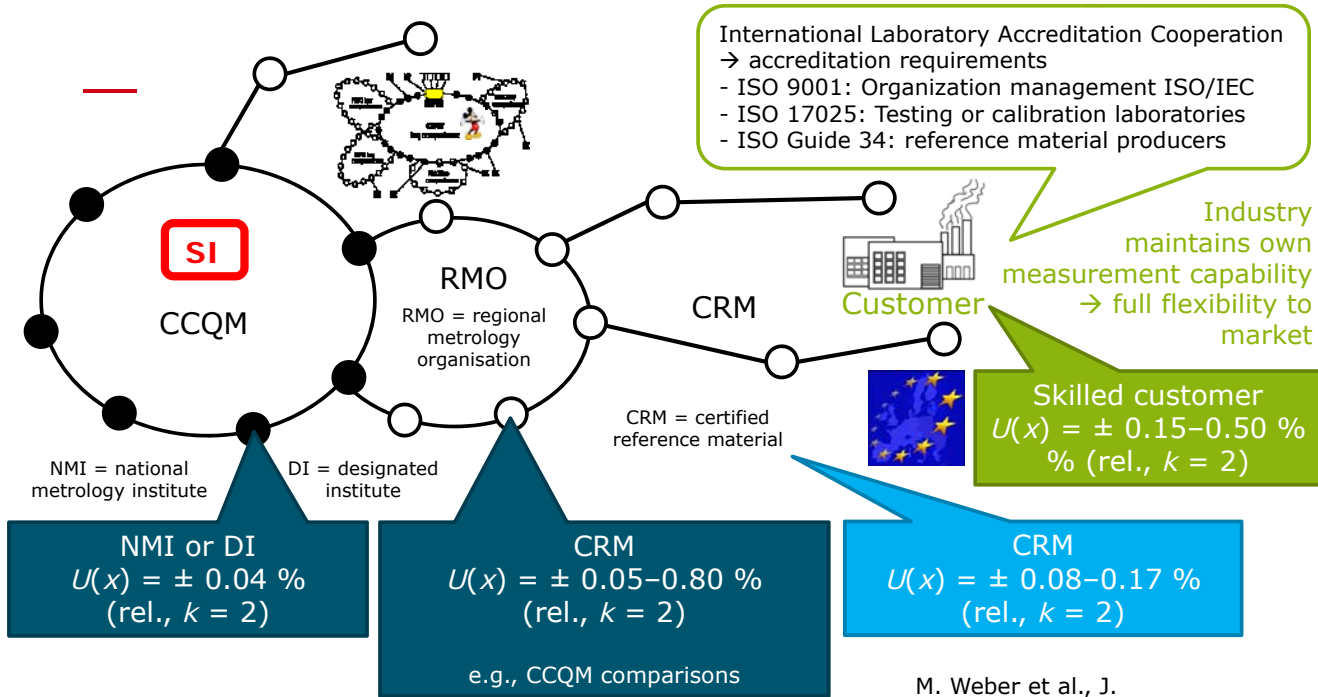 International Laboratory Accreditation Cooperation
→ accreditation requirements
- ISO 9001: Organization management ISO/IEC
- ISO 17025: Testing or calibration laboratories
- ISO Guide 34: reference material producers
SI
CCQM
RMO
RMO = regional
metrology
organisation
CRM
Customer
Industry
maintains own
measurement capability
→ full flexibility to
market
CRM = certified
reference material
NMI = national
metrology institute
DI = designated
institute
Skilled customer
U(x) = ± 0.15–0.50 %
% (rel., k = 2)
NMI or DI
U(x) = ± 0.04 %
(rel., k = 2)
CRM
U(x) = ± 0.05–0.80 %
(rel., k = 2)
e.g., CCQM comparisons
CRM
U(x) = ± 0.08–0.17 %
(rel., k = 2)
M. Weber et al., J.